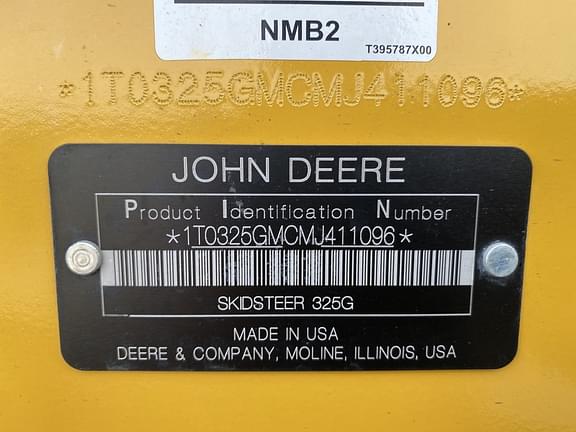 NMB2
T395787X00
*1T0325GMCMJ411096*
JOHN DEERE
Product Identification Number
*1T0325GMCMJ411096*
SKIDSTEER 325G
MADE IN USA
DEERE & COMPANY, MOLINE, ILLINOIS, USA